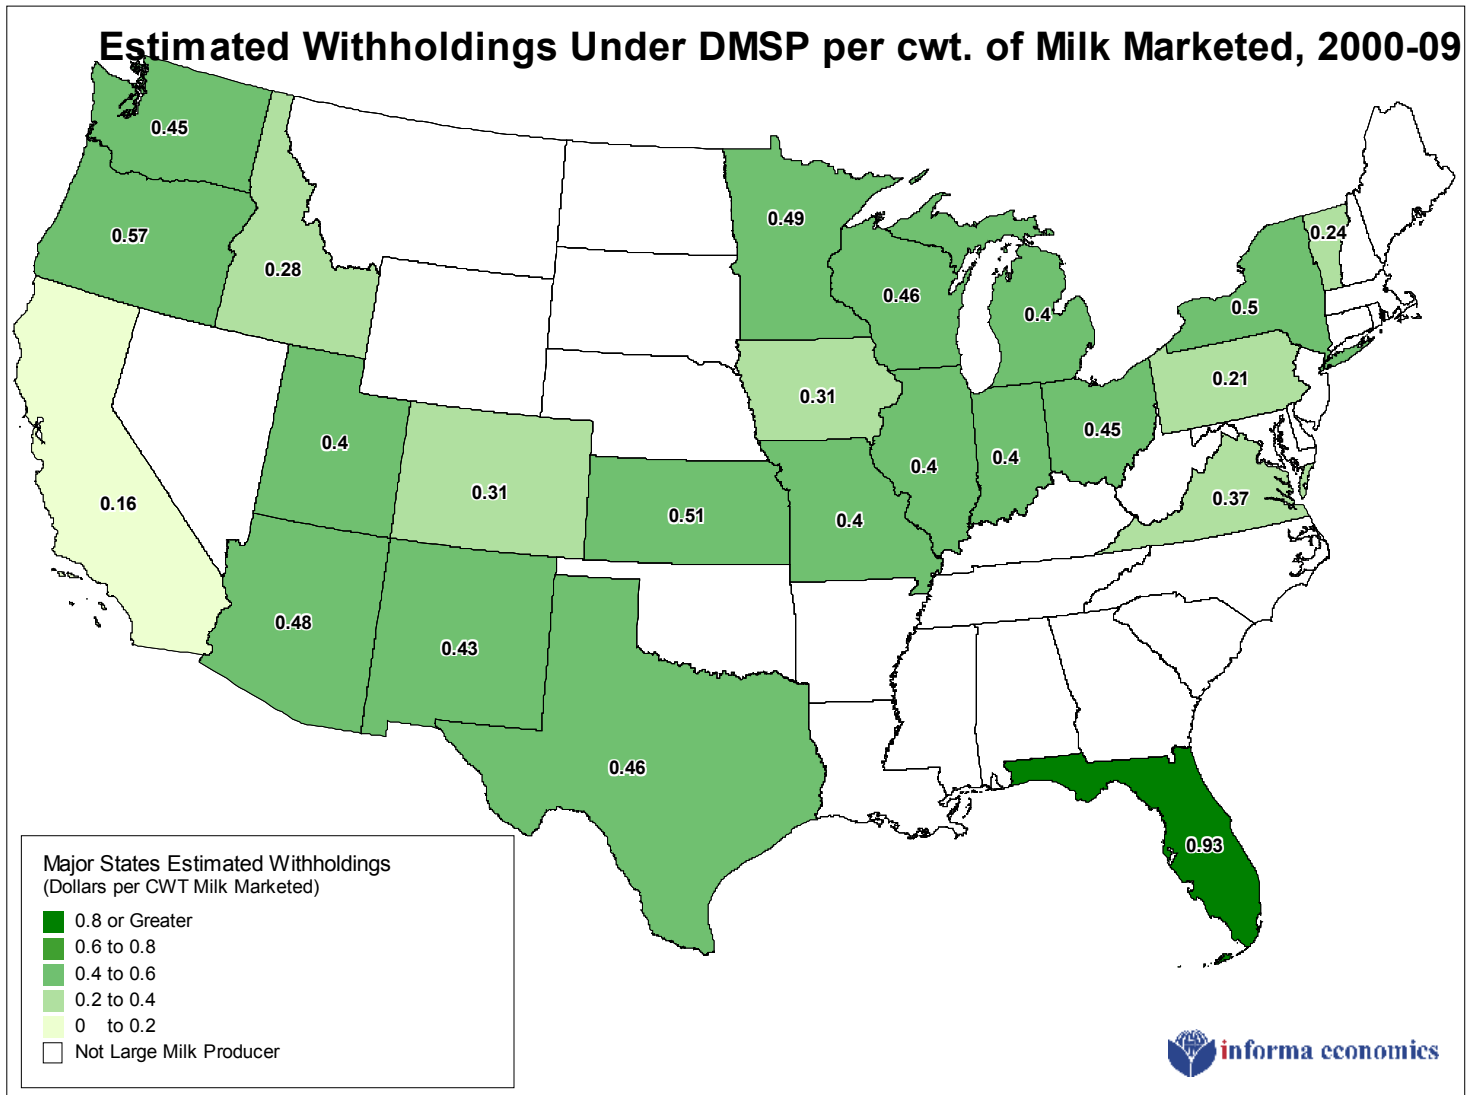 Estimated Withholdings Under DMSP per cwt. of Milk Marketed, 2000-09
0.45
0.57
0.28
0.49
0.24
0.46
0.4
0.5
0.31
0.21
0.4
0.45
0.16
0.31
0.51
0.4
0.4
0.4
0.37
0.48
0.43
0.46
0.93
Major States Estimated Withholdings
(Dollars per CWT Milk Marketed)
0.8 or Greater
0.6 to 0.8
0.4 to 0.6
0.2 to 0.4
0 to 0.2
Not Large Milk Producer
informa economics